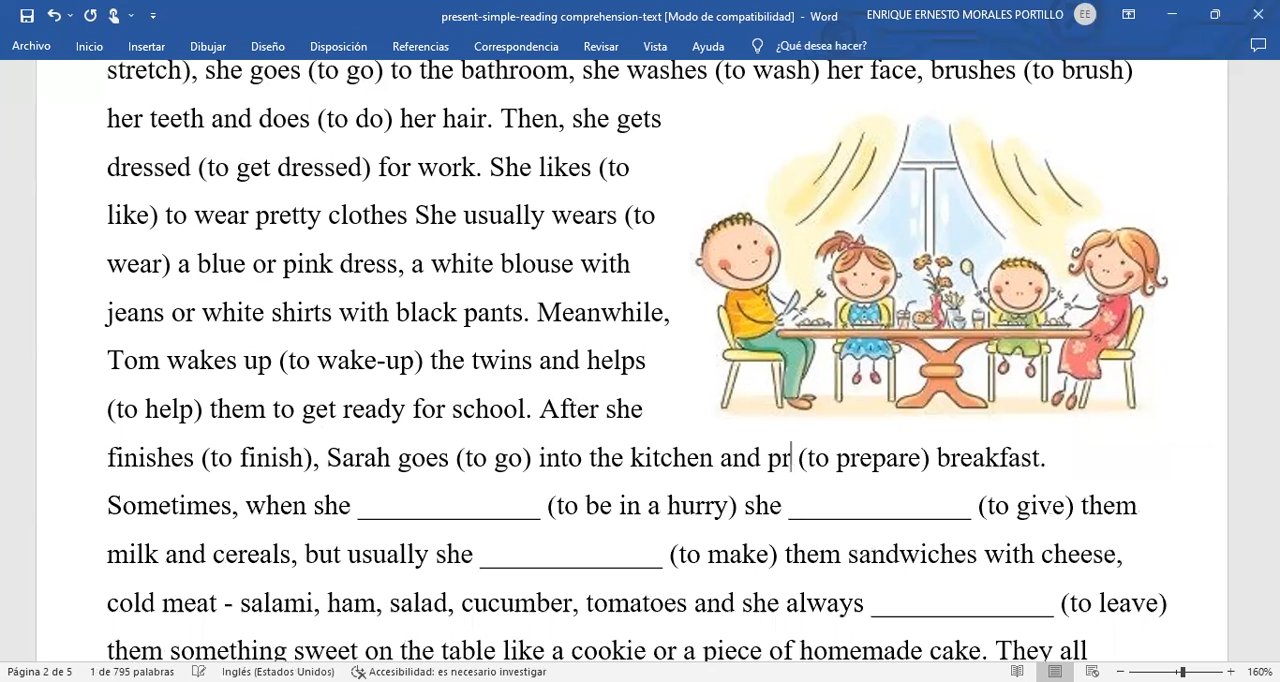 present-simple-reading comprehension-text [Modo de compatibilidad] - Word
ENRIQUE ERNESTO MORALES PORTILLO EE
Archivo Inicio Insertar Dibujar Diseño Disposición Referencias Correspondencia Revisar Vista Ayuda ¿Qué desea hacer?
stretch), she goes (to go) to the bathroom, she washes (to wash) her face, brushes (to brush)
her teeth and does (to do) her hair. Then, she gets
dressed (to get dressed) for work. She likes (to
like) to wear pretty clothes She usually wears (to
wear) a blue or pink dress, a white blouse with
jeans or white shirts with black pants. Meanwhile,
Tom wakes up (to wake-up) the twins and helps
(to help) them to get ready for school. After she
finishes (to finish), Sarah goes (to go) into the kitchen and pr (to prepare) breakfast.
Sometimes, when she _____________ (to be in a hurry) she _____________ (to give) them
milk and cereals, but usually she _____________ (to make) them sandwiches with cheese,
cold meat - salami, ham, salad, cucumber, tomatoes and she always _____________ (to leave)
them something sweet on the table like a cookie or a piece of homemade cake. They all
Página 2 de 5 1 de 795 palabras Inglés (Estados Unidos) Accesibilidad: es necesario investigar 160%